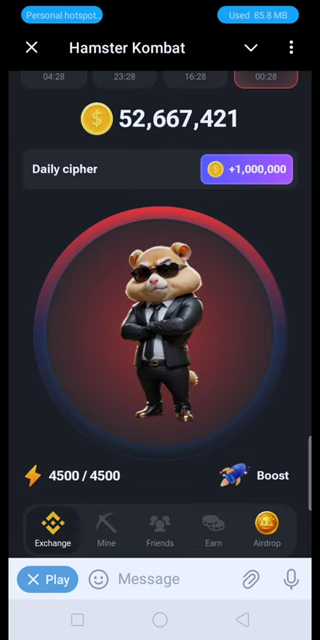 Personal hotspot..
Used 85.8 MB
Hamster Kombat
04:28
23:28
16:28
00:28
52,667,421
Daily cipher
+1,000,000
4500 / 4500
Boost
Exchange
Mine
Friends
Earn
Airdrop
Play
Message